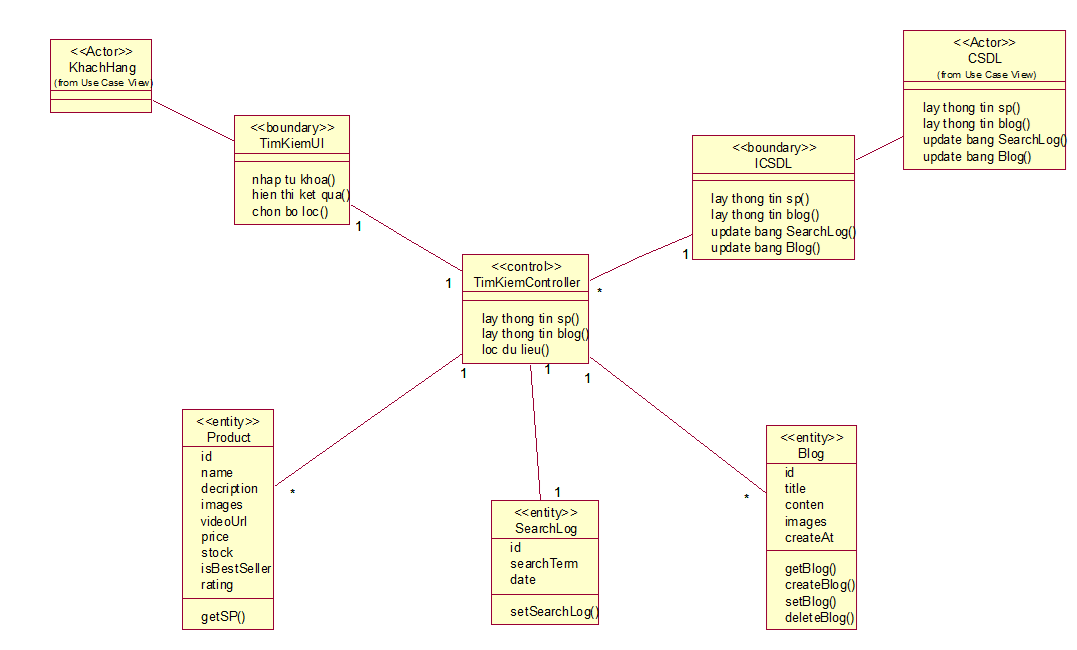 <<Actor>>
KhachHang
(from Use Case View)
<<Actor>>
CSDL
(from Use Case View)
lay thong tin sp()
lay thong tin blog()
update bang SearchLog()
update bang Blog()
<<boundary>>
TimKiemUI
nhap tu khoa()
hien thi ket qua()
chon bo loc()
1
<<boundary>>
ICSDL
lay thong tin sp()
lay thong tin blog()
update bang SearchLog()
update bang Blog()
1
<<control>>
TimKiemController
lay thong tin sp()
lay thong tin blog()
loc du lieu()
1
*
1
1
1
<<entity>>
Product
id
name
decription
images
videoUrl
price
stock
isBestSeller
rating
getSP()
*
1
<<entity>>
SearchLog
id
searchTerm
date
setSearchLog()
*
<<entity>>
Blog
id
title
conten
images
createAt
getBlog()
createBlog()
setBlog()
deleteBlog()